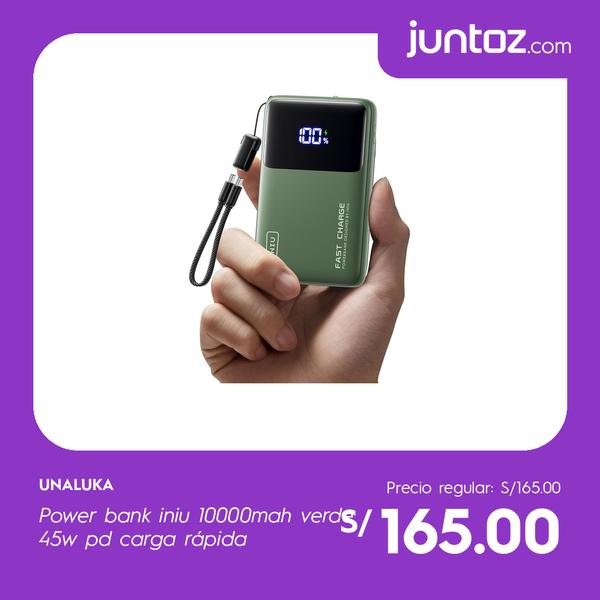 juntoz.com
100%
FAST CHARGE
UNALUKA
Precio regular: S/165.00
Power bank iniu 10000mah verde
45w pd carga rápida
S/165.00